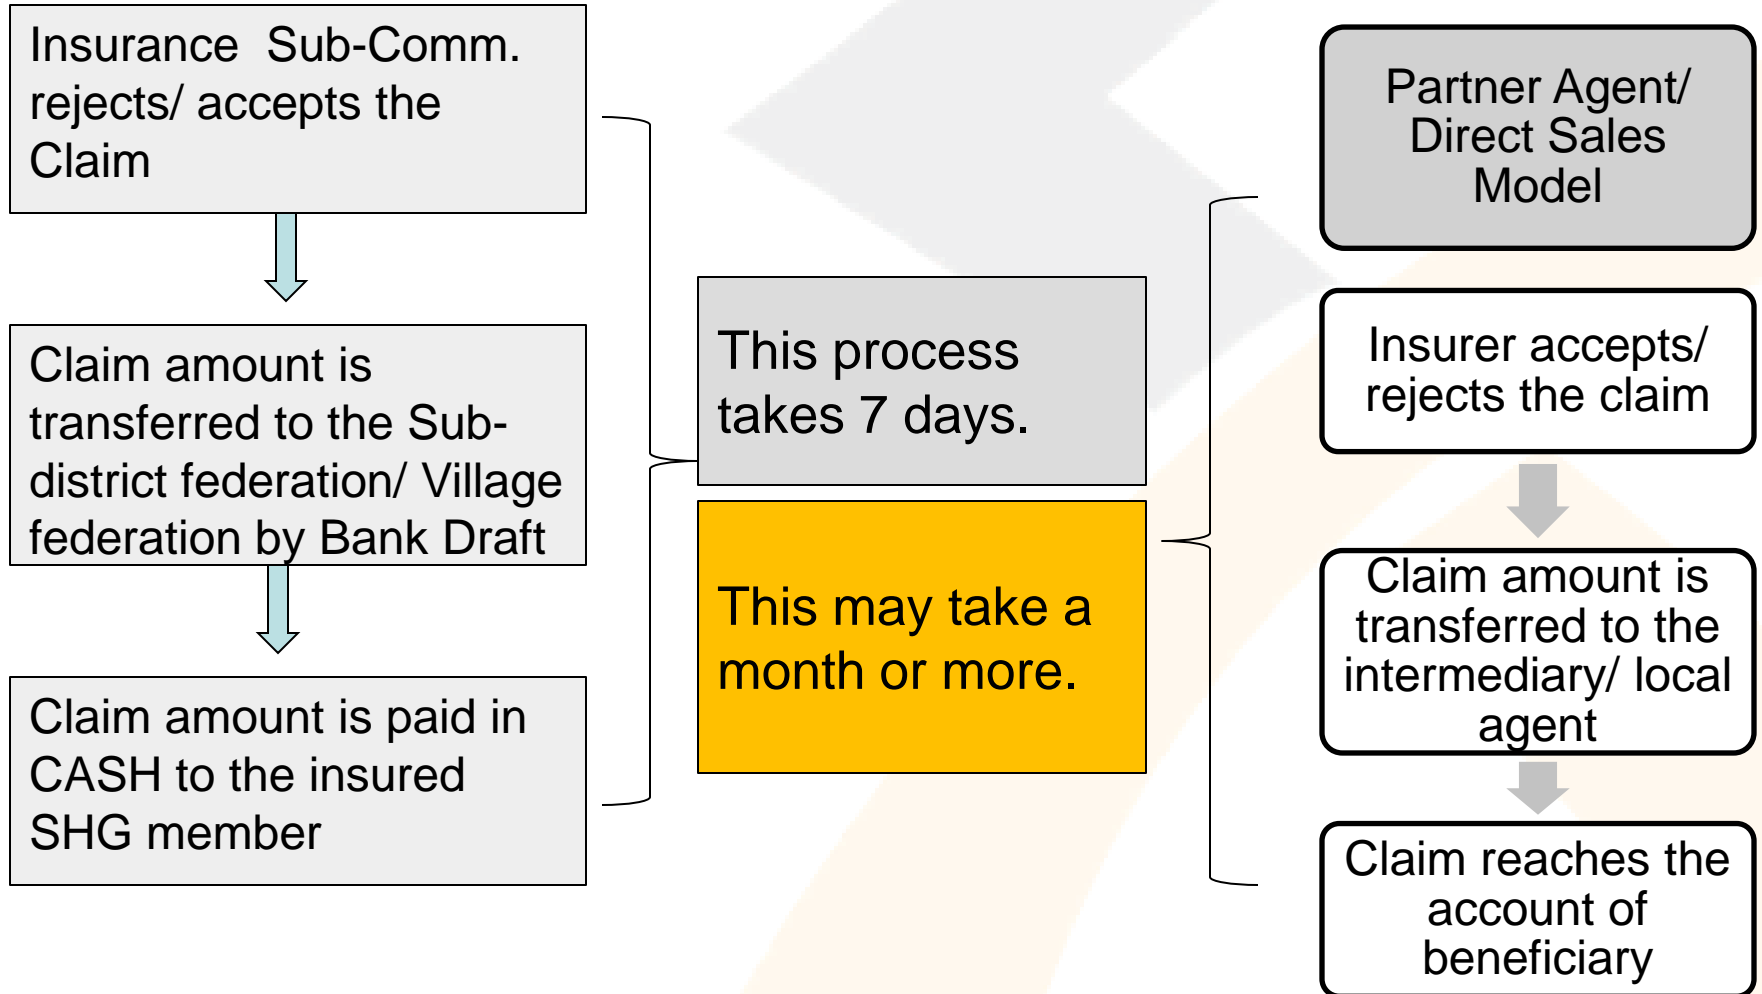 Insurance Sub-Comm.
rejects/ accepts the
Claim
Claim amount is
transferred to the Sub-
district federation/ Village
federation by Bank Draft
Claim amount is paid in
CASH to the insured
SHG member
This process
takes 7 days.
This may take a
month or more.
Partner Agent/
Direct Sales
Model
Insurer accepts/
rejects the claim
Claim amount is
transferred to the
intermediary/ local
agent
Claim reaches the
account of
beneficiary